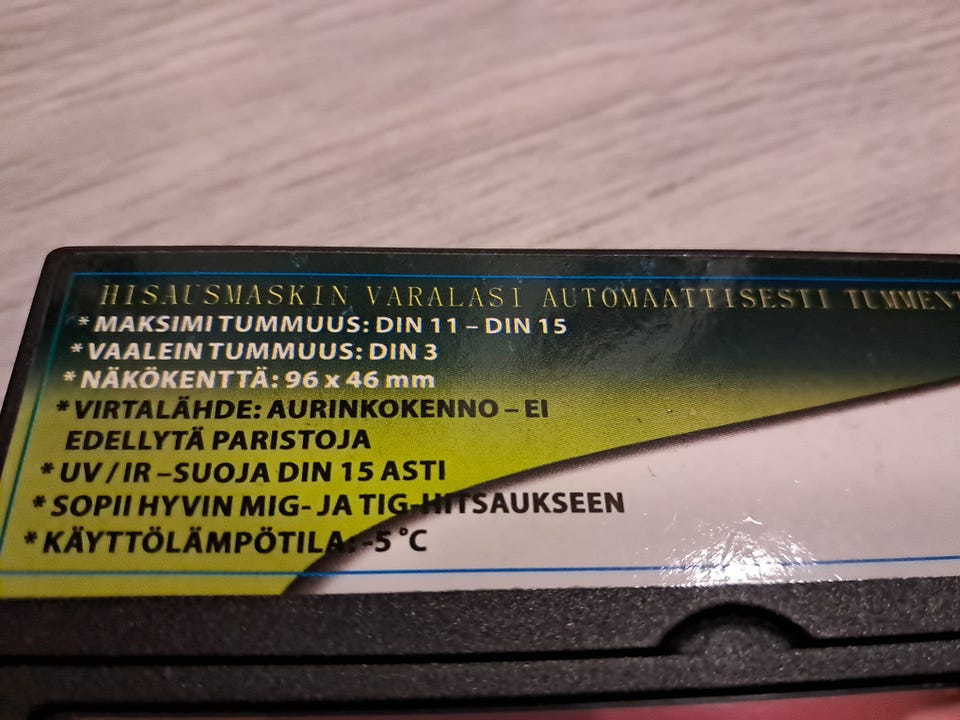 HISAUSMASKIN VARALASI AUTOMAATTISESTI TUMMENT
* MAKSIMI TUMMUUS: DIN 11 – DIN 15
* VAALEIN TUMMUUS: DIN 3
* NÄKÖKENTTÄ: 96 x 46 mm
* VIRTALÄHDE: AURINKOKENNO – EI
EDELLYTÄ PARISTOJA
* UV / IR –SUOJA DIN 15 ASTI
* SOPII HYVIN MIG- JA TIG-HITSAUKSEEN
* KÄYTTÖLÄMPÖTILA: -5 °C